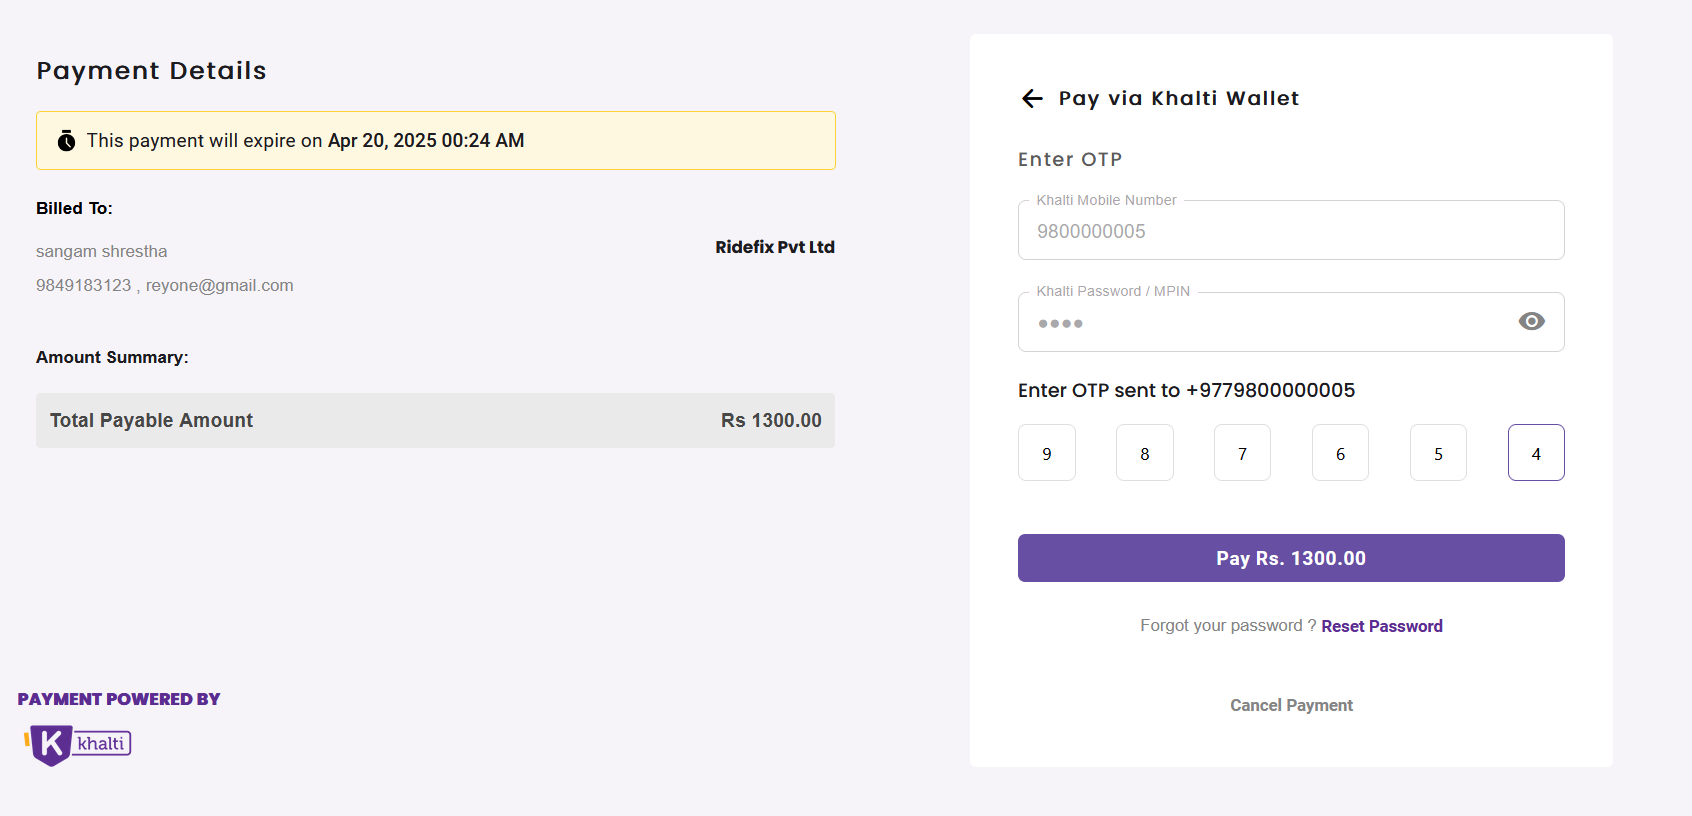 Payment Details
This payment will expire on Apr 20, 2025 00:24 AM
Billed To:
sangam shrestha
Ridefix Pvt Ltd
9849183123 , reyone@gmail.com
Amount Summary:
Total Payable Amount Rs 1300.00
PAYMENT POWERED BY
K khalti
Pay via Khalti Wallet
Enter OTP
Khalti Mobile Number
9800000005
Khalti Password / MPIN
••••
Enter OTP sent to +9779800000005
9 8 7 6 5 4
Pay Rs. 1300.00
Forgot your password ? Reset Password
Cancel Payment